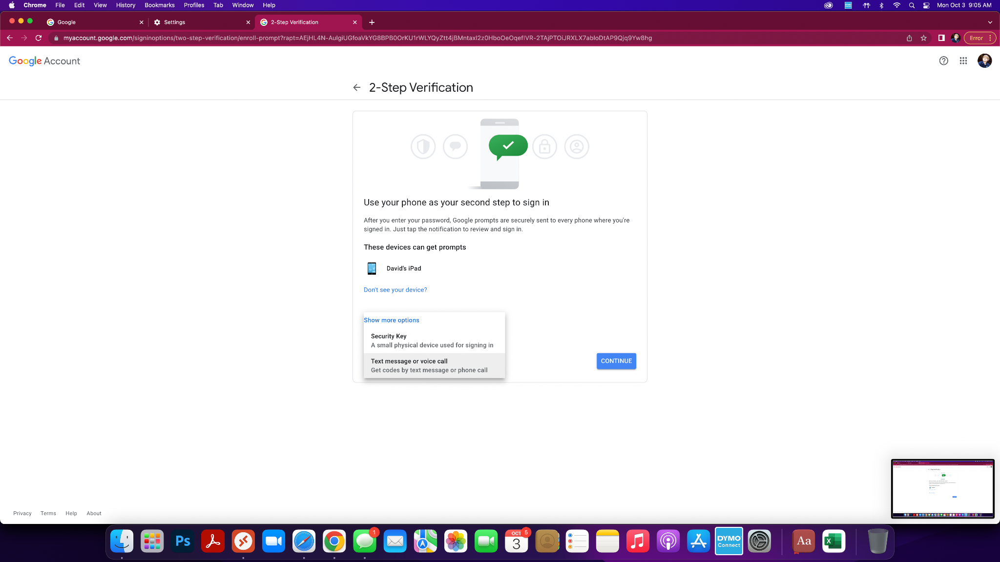 Chrome File Edit View History Bookmarks Profiles Tab Window Help
DYMO
Mon Oct 3 9:05 AM
Google
Settings
2-Step Verification
myaccount.google.com/signinoptions/two-step-verification/enroll-prompt?rapt=AEjHL4N-AulgiUGfoaVkYG8BPB0OrKU1rWLYQyZtt4jBMntaxl2z0HboOeOqeflVR-2TAjPTOiJRXLX7abloDtAP9Qjq9Yw8hg
Error
Google Account
2-Step Verification
Use your phone as your second step to sign in
After you enter your password, Google prompts are securely sent to every phone where you're
signed in. Just tap the notification to review and sign in.
These devices can get prompts
David's iPad
Don't see your device?
Show more options
Security Key
A small physical device used for signing in
Text message or voice call
Get codes by text message or phone call
CONTINUE
Privacy Terms Help About
Ps
1
OCT
3
5
DYMO
Connect
Aa
X